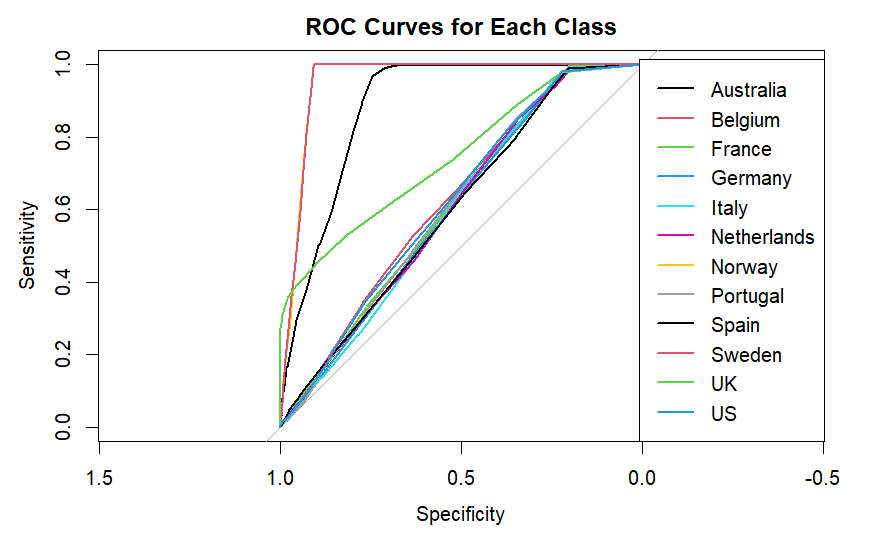 ROC Curves for Each Class
Sensitivity
1.0
0.8
0.6
0.4
0.2
0.0
Australia
Belgium
France
Germany
Italy
Netherlands
Norway
Portugal
Spain
Sweden
UK
US
1.5 1.0 0.5 0.0 -0.5
Specificity